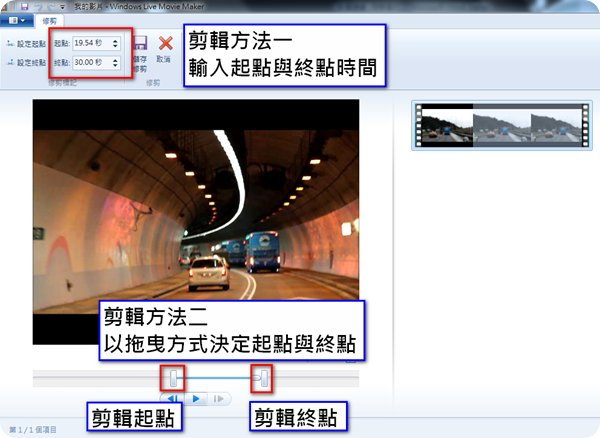 我的影片 - Windows Live Movie Maker
修剪
設定起點 起點: 19.54 秒
設定終點 終點: 30.00 秒
儲存
修剪
取消
修剪標記
修剪
剪輯方法一
輸入起點與終點時間
剪輯方法二
以拖曳方式決定起點與終點
剪輯起點
剪輯終點
第 1/1 個項目